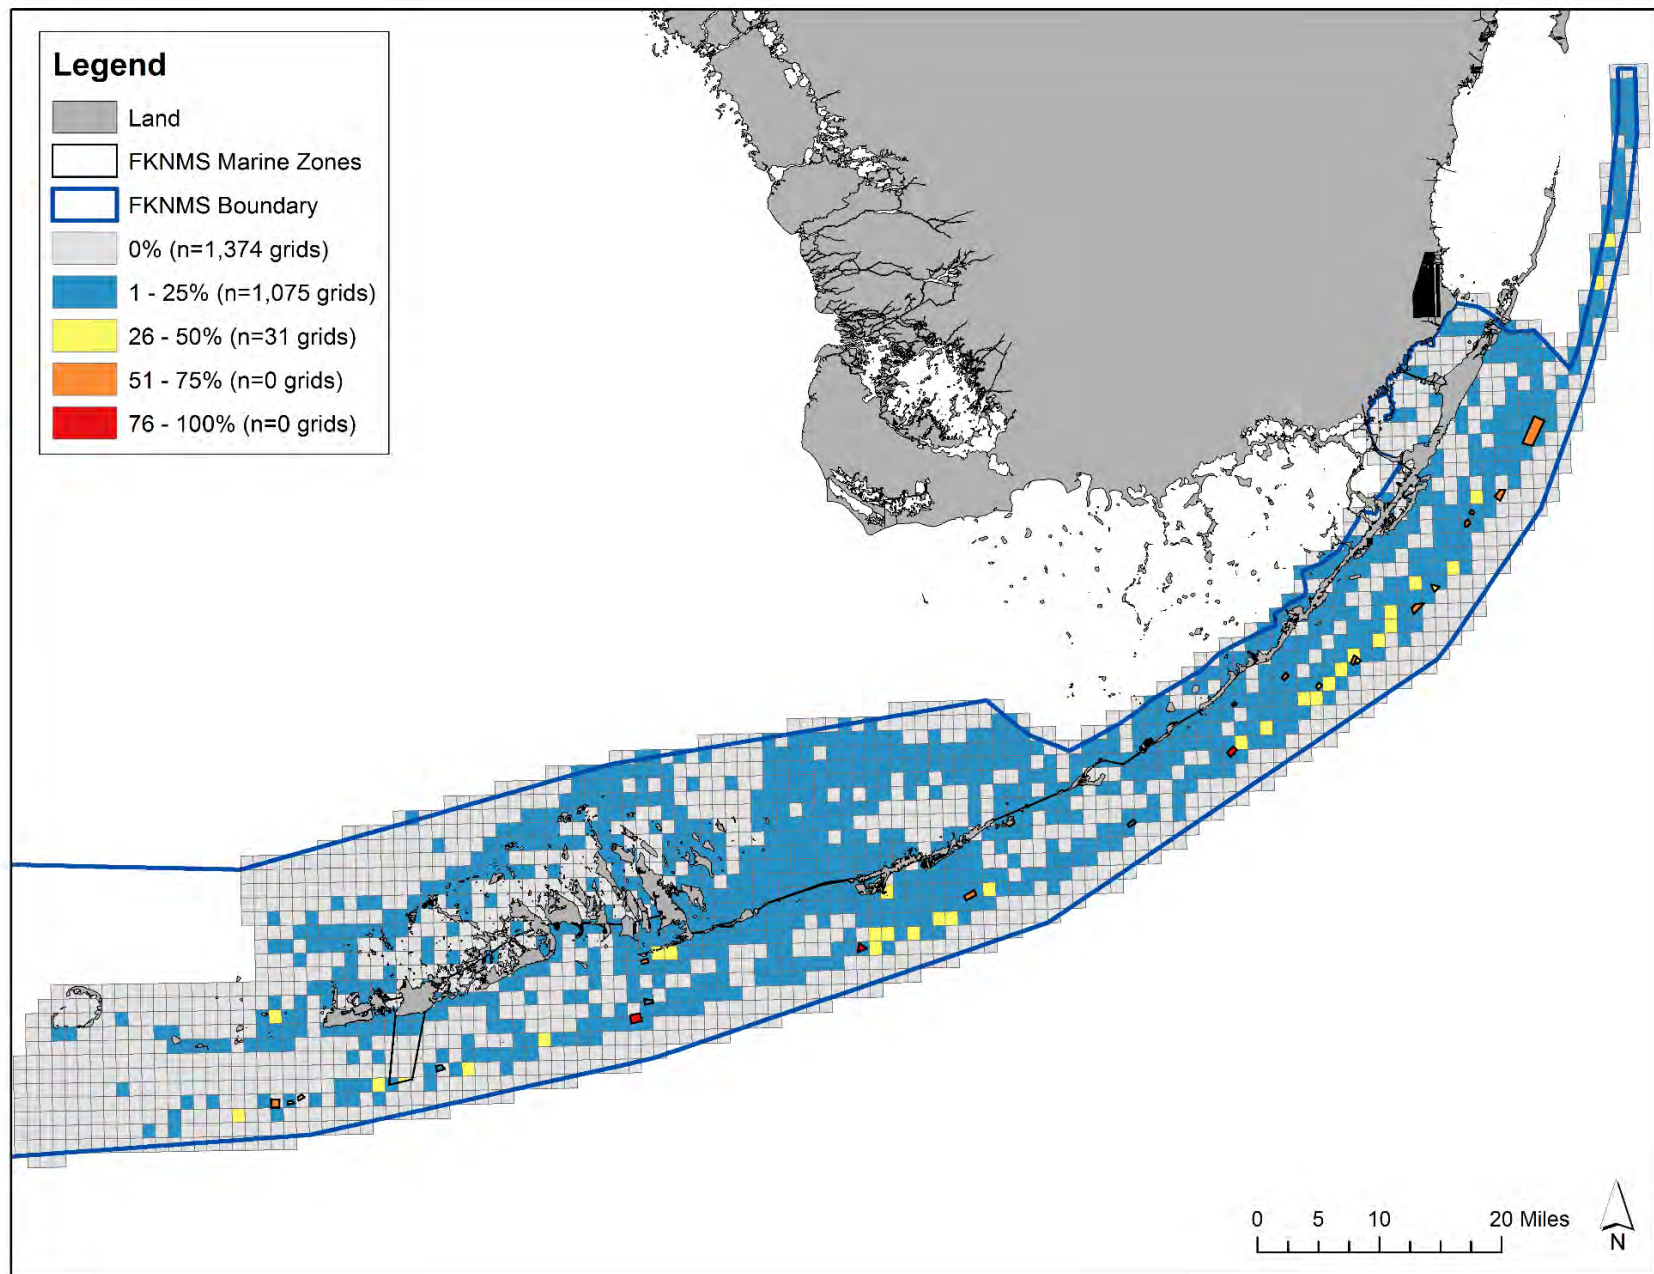 Legend
Land
FKNMS Marine Zones
FKNMS Boundary
0% (n=1,374 grids)
1 - 25% (n=1,075 grids)
26 - 50% (n=31 grids)
51 - 75% (n=0 grids)
76 - 100% (n=0 grids)
0 5 10 20 Miles
N